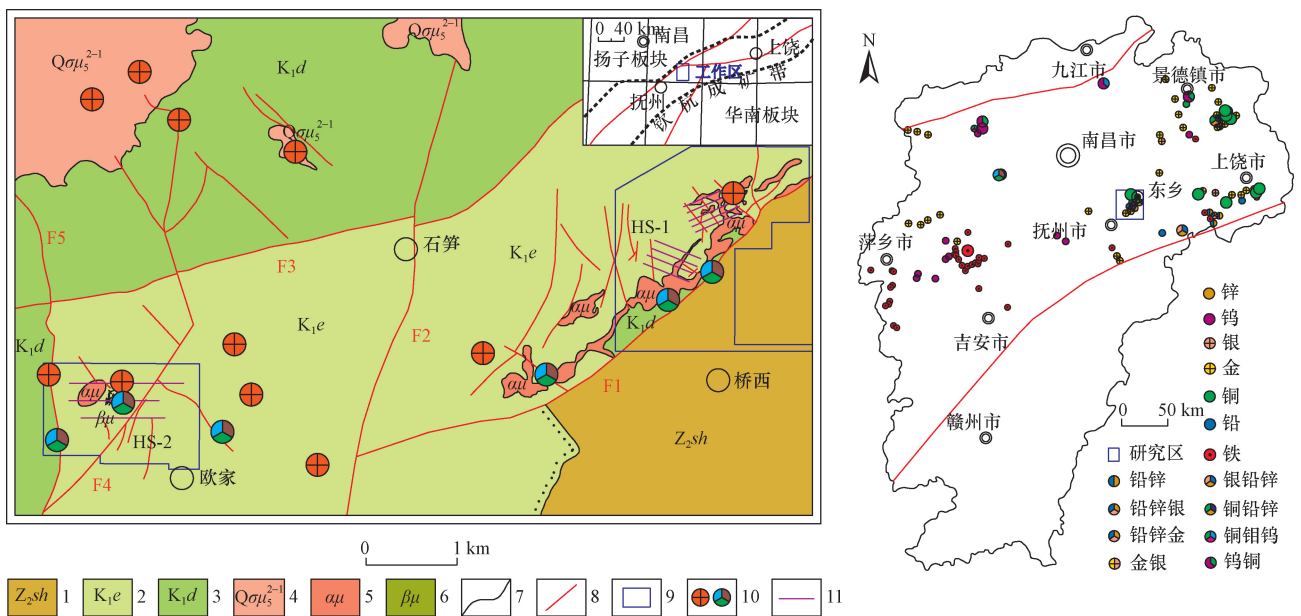 Qσμ₅²⁻¹
Qσμ₅²⁻¹
K₁d
Qσμ₅²⁻¹
0 40 km
南昌
上饶
扬子板块
工作区
抚州
钦杭成矿带
华南板块
F5
石笋
F3
K₁e
HS-1
αμ
K₁e
F2
αμ
αμ
K₁d
K₁d
αμ
F1
桥西
αμ
βμ
HS-2
Z₂sh
F4
欧家
0 1 km
Z₂sh 1
K₁e 2
K₁d 3
Qσμ₅²⁻¹ 4
αμ 5
βμ 6
7
8
9
10
11
N
九江市
景德镇市
南昌市
上饶市
东乡
抚州市
萍乡市
吉安市
赣州市
0 50 km
锌
钨
银
金
铜
铅
研究区
铁
铅锌
银铅锌
铅锌银
铜铅锌
铅锌金
铜钼钨
金银
钨铜